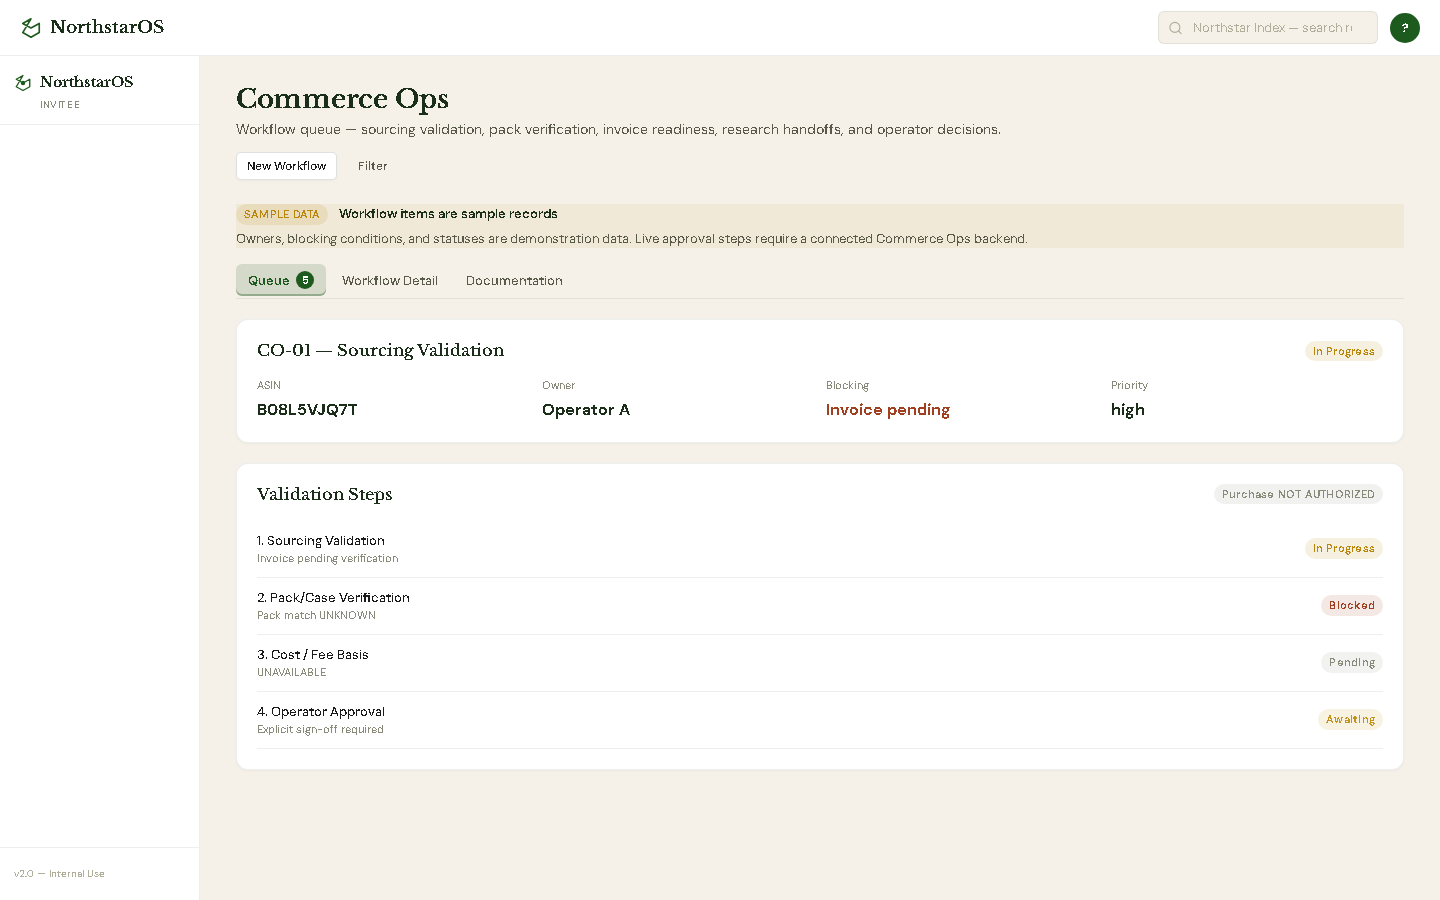 NorthstarOS
Northstar Index — search r
?
NorthstarOS
INVITEE
Commerce Ops
Workflow queue — sourcing validation, pack verification, invoice readiness, research handoffs, and operator decisions.
New Workflow
Filter
SAMPLE DATA
Workflow items are sample records
Owners, blocking conditions, and statuses are demonstration data. Live approval steps require a connected Commerce Ops backend.
Queue 5
Workflow Detail
Documentation
CO-01 — Sourcing Validation
In Progress
ASIN
B08L5VJQ7T
Owner
Operator A
Blocking
Invoice pending
Priority
high
Validation Steps
Purchase NOT AUTHORIZED
1. Sourcing Validation
Invoice pending verification
In Progress
2. Pack/Case Verification
Pack match UNKNOWN
Blocked
3. Cost / Fee Basis
UNAVAILABLE
Pending
4. Operator Approval
Explicit sign-off required
Awaiting
v2.0 — Internal Use